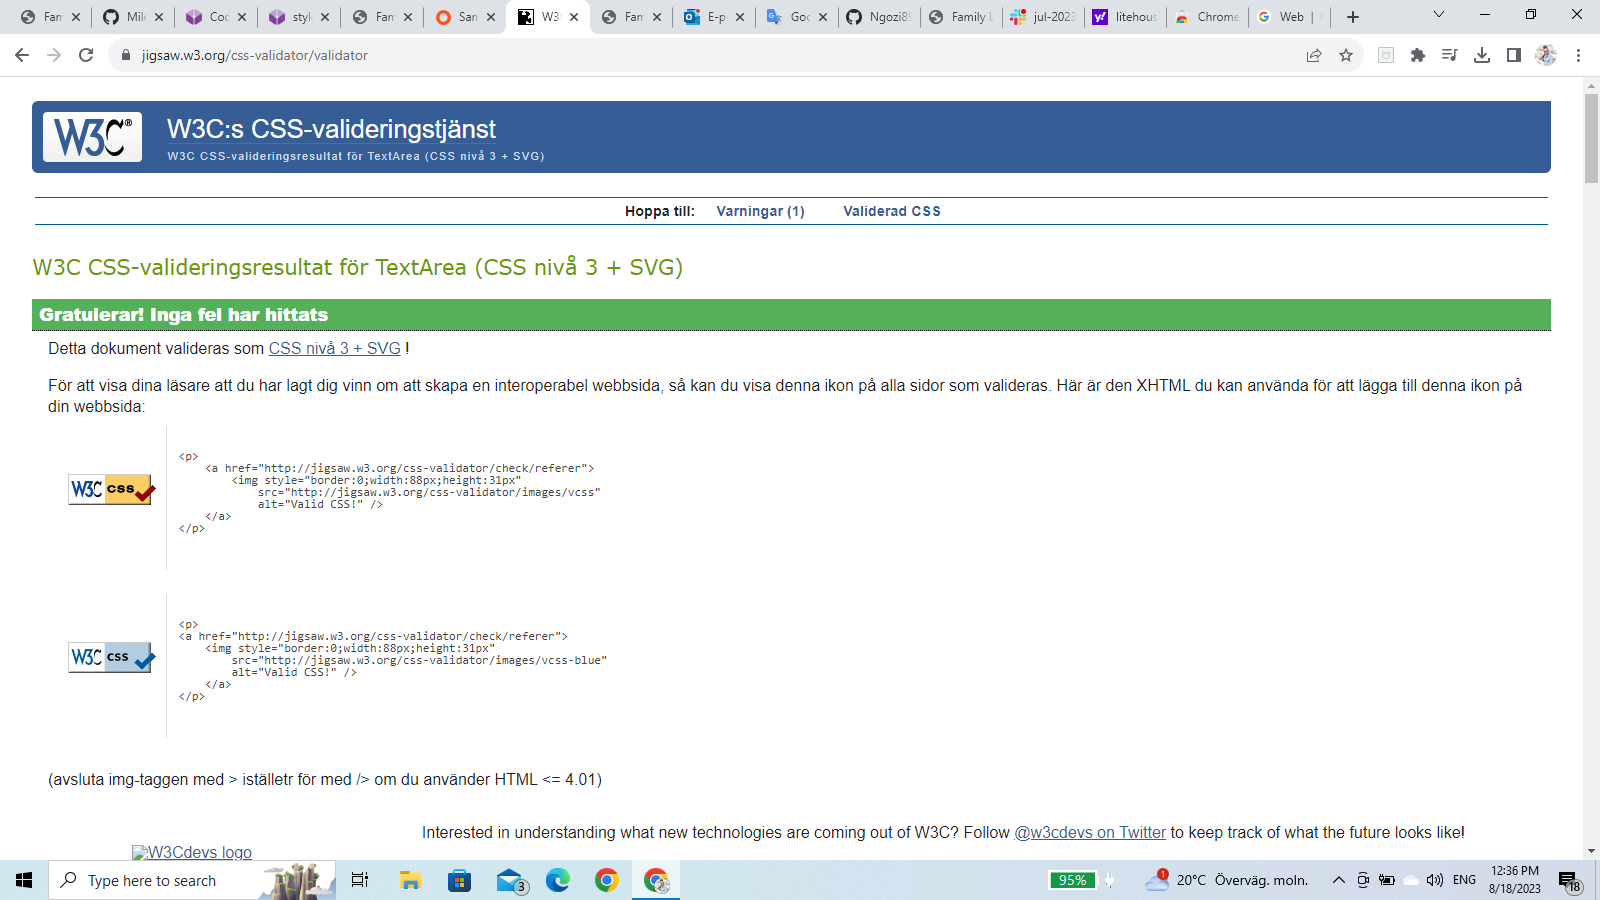 Fam
Mile
Cod
style
Fam
San
W3C
Fam
E-p
Goo
Ngozi88
Family L
jul-2023
litehous
Chrome
Web |
jigsaw.w3.org/css-validator/validator
W3C®
W3C:s CSS-valideringstjänst
W3C CSS-valideringsresultat för TextArea (CSS nivå 3 + SVG)
Hoppa till: Varningar (1) Validerad CSS
W3C CSS-valideringsresultat för TextArea (CSS nivå 3 + SVG)
Gratulerar! Inga fel har hittats
Detta dokument valideras som CSS nivå 3 + SVG !
För att visa dina läsare att du har lagt dig vinn om att skapa en interoperabel webbsida, så kan du visa denna ikon på alla sidor som valideras. Här är den XHTML du kan använda för att lägga till denna ikon på
din webbsida:
W3C css
<p>
<a href="http://jigsaw.w3.org/css-validator/check/referer">
<img style="border:0;width:88px;height:31px"
src="http://jigsaw.w3.org/css-validator/images/vcss"
alt="Valid CSS!" />
</a>
</p>
W3C css
<p>
<a href="http://jigsaw.w3.org/css-validator/check/referer">
<img style="border:0;width:88px;height:31px"
src="http://jigsaw.w3.org/css-validator/images/vcss-blue"
alt="Valid CSS!" />
</a>
</p>
(avsluta img-taggen med > iställetr för med /> om du använder HTML <= 4.01)
Interested in understanding what new technologies are coming out of W3C? Follow @w3cdevs on Twitter to keep track of what the future looks like!
W3Cdevs logo
Type here to search
3
95%
1
20°C Överväg. moln.
ENG
12:36 PM
8/18/2023
18